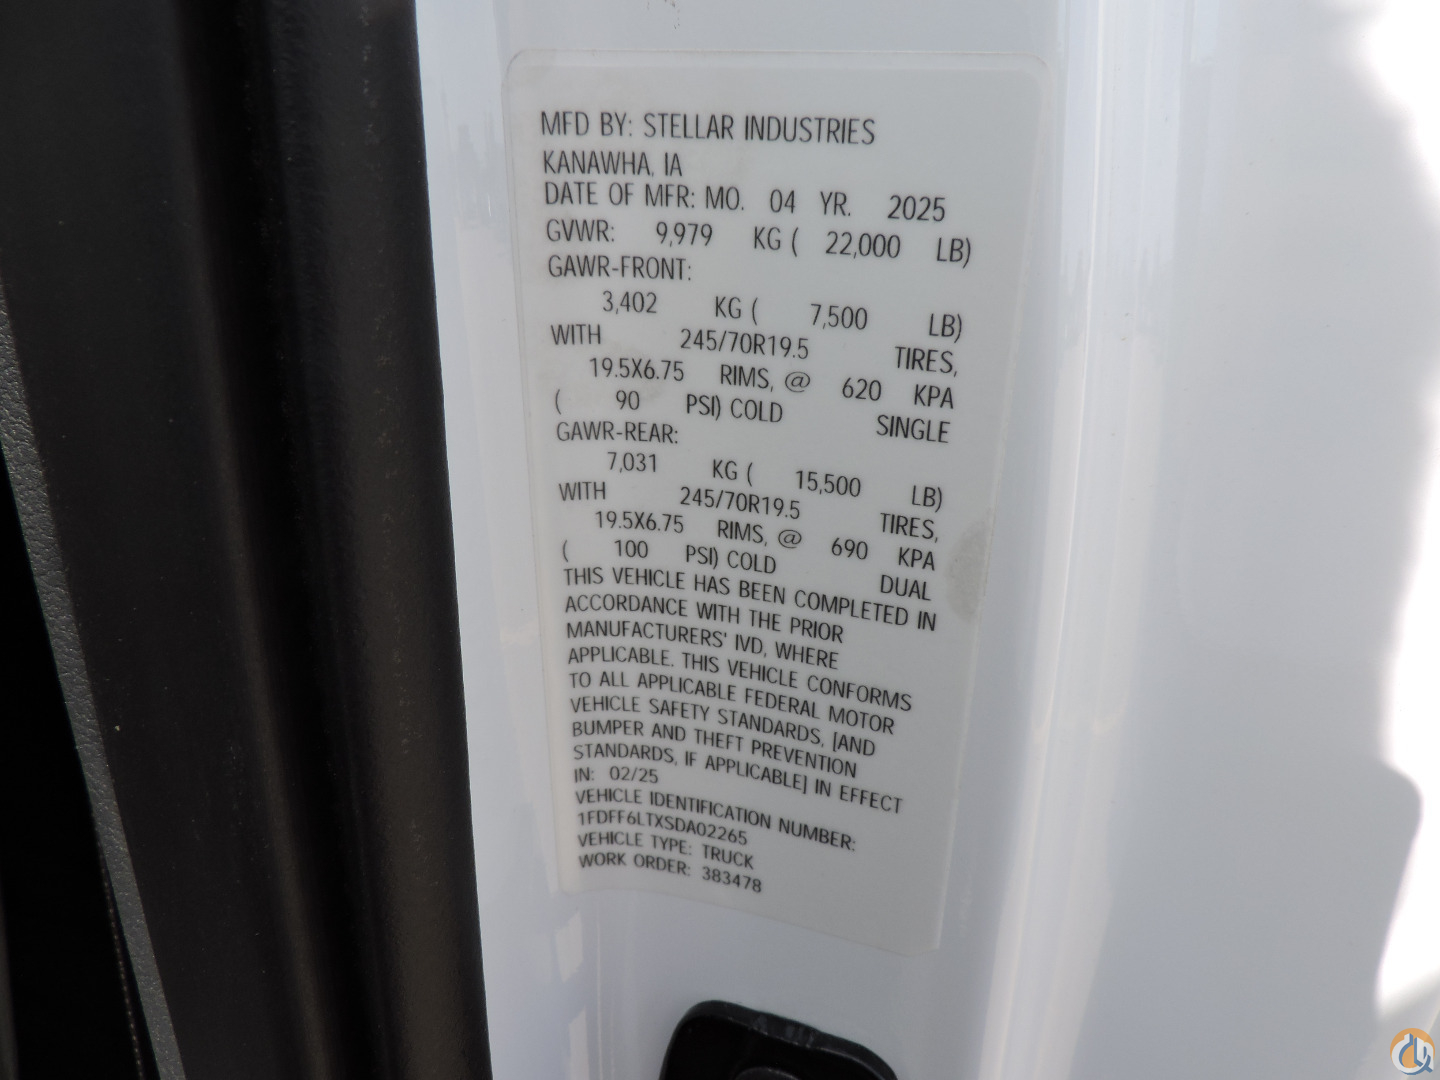 MFD BY: STELLAR INDUSTRIES
KANAWHA, IA
DATE OF MFR: MO. 04 YR. 2025
GVWR: 9,979 KG ( 22,000 LB)
GAWR-FRONT:
3,402 KG ( 7,500 LB)
WITH 245/70R19.5 TIRES,
19.5X6.75 RIMS, @ 620 KPA
( 90 PSI) COLD SINGLE
GAWR-REAR:
7,031 KG ( 15,500 LB)
WITH 245/70R19.5 TIRES,
19.5X6.75 RIMS, @ 690 KPA
( 100 PSI) COLD DUAL
THIS VEHICLE HAS BEEN COMPLETED IN
ACCORDANCE WITH THE PRIOR
MANUFACTURERS' IVD, WHERE
APPLICABLE. THIS VEHICLE CONFORMS
TO ALL APPLICABLE FEDERAL MOTOR
VEHICLE SAFETY STANDARDS, [AND
BUMPER AND THEFT PREVENTION
STANDARDS, IF APPLICABLE] IN EFFECT
IN: 02/25
VEHICLE IDENTIFICATION NUMBER:
1FDFF6LTXSDA02265
VEHICLE TYPE: TRUCK
WORK ORDER: 383478